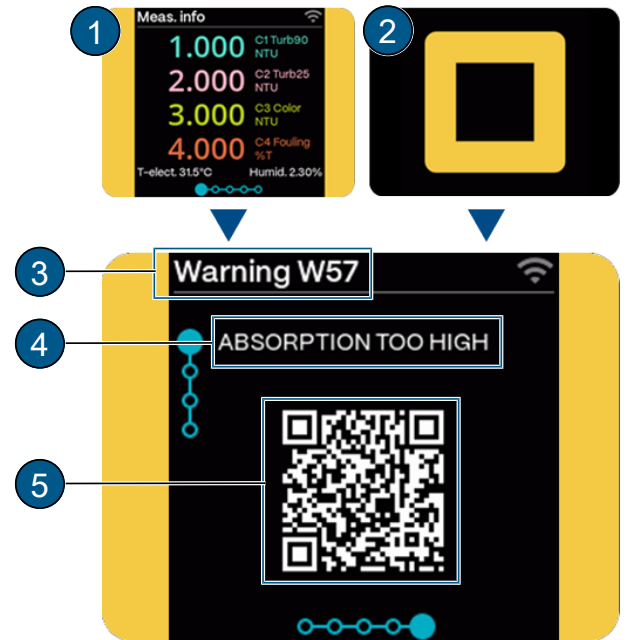 1
Meas. info
1.000 C1 Turb90
NTU
2.000 C2 Turb25
NTU
3.000 C3 Color
NTU
4.000 C4 Fouling
%T
T-elect. 31.5°C Humid. 2.30%
2
3
Warning W57
4
ABSORPTION TOO HIGH
5